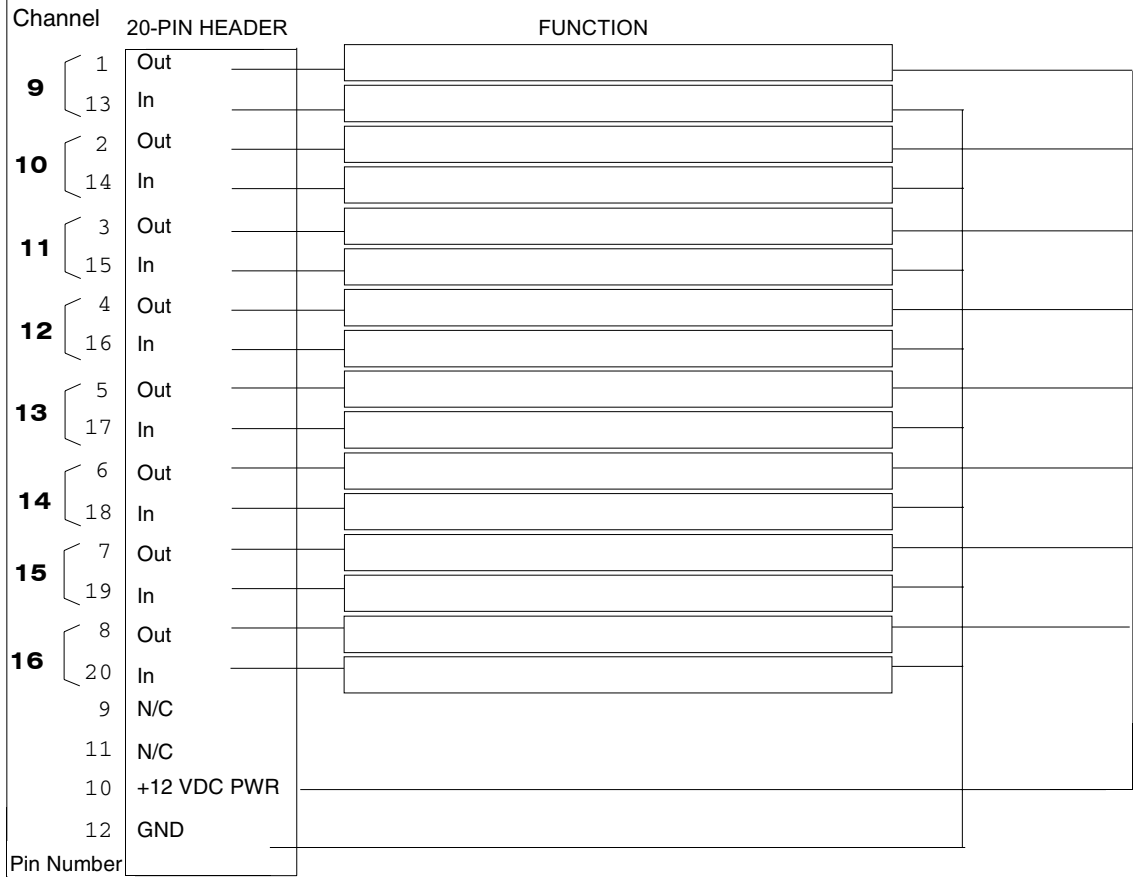 Channel
20-PIN HEADER FUNCTION
1 Out
9
13 In
2 Out
10
14 In
3 Out
11
15 In
4 Out
12
16 In
5 Out
13
17 In
6 Out
14
18 In
7 Out
15
19 In
8 Out
16
20 In
9 N/C
11 N/C
10 +12 VDC PWR
12 GND
Pin Number